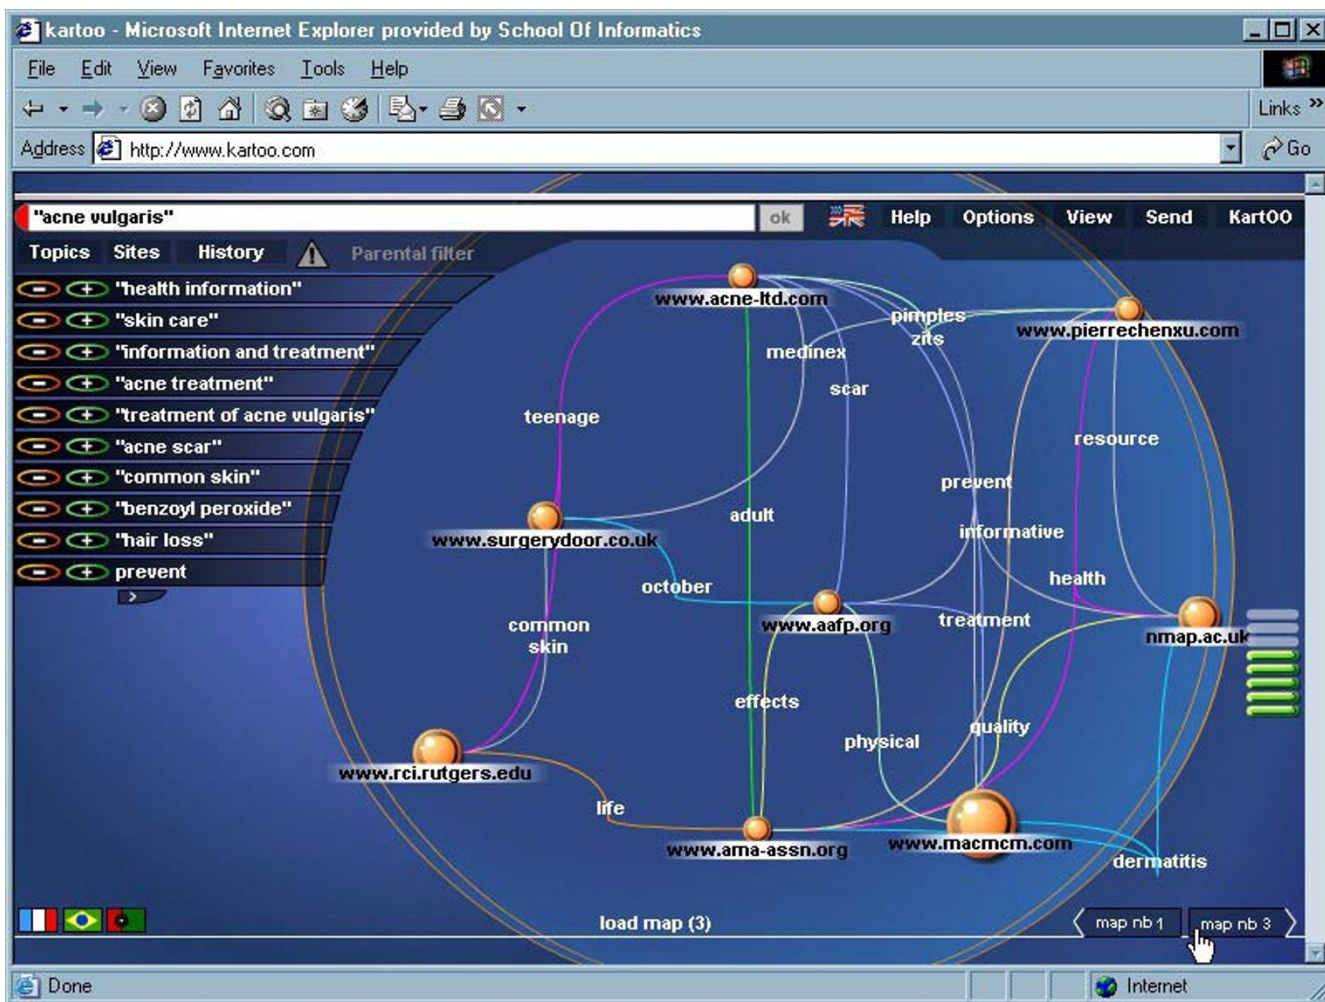 kartoo - Microsoft Internet Explorer provided by School Of Informatics
File Edit View Favorites Tools Help
Links »
Address http://www.kartoo.com Go
"acne vulgaris" ok Help Options View Send KartOO
Topics Sites History Parental filter
"health information"
"skin care"
"information and treatment"
"acne treatment"
"treatment of acne vulgaris"
"acne scar"
"common skin"
"benzoyl peroxide"
"hair loss"
prevent
www.acne-ltd.com
pimples
www.pierrechenxu.com
zits
medinex
scar
teenage
resource
prevent
adult
informative
www.surgerydoor.co.uk
health
october
treatment
www.aafp.org
common
skin
nmap.ac.uk
effects
quality
physical
www.rci.rutgers.edu
life
www.ama-assn.org
www.macmcm.com
dermatitis
load map (3)
map nb 1
map nb 3
Done
Internet